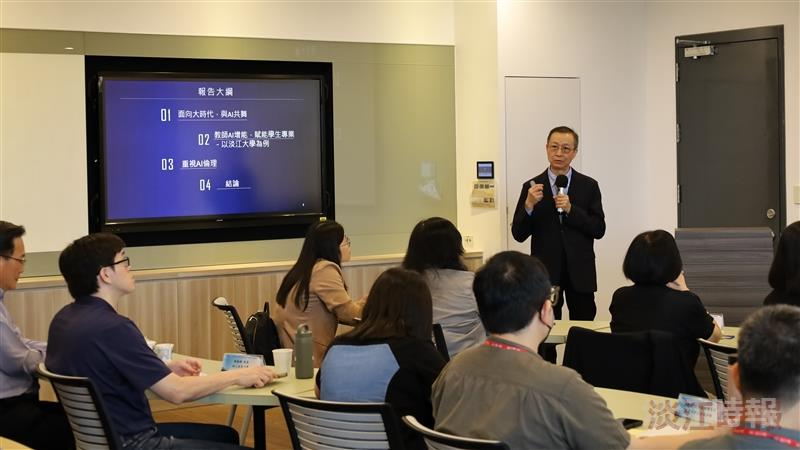 報告大綱
01 面向大時代，與AI共舞
02 教師AI增能，賦能學生專業
－以淡江大學為例
03 重視AI倫理
04 結論
淡江時報